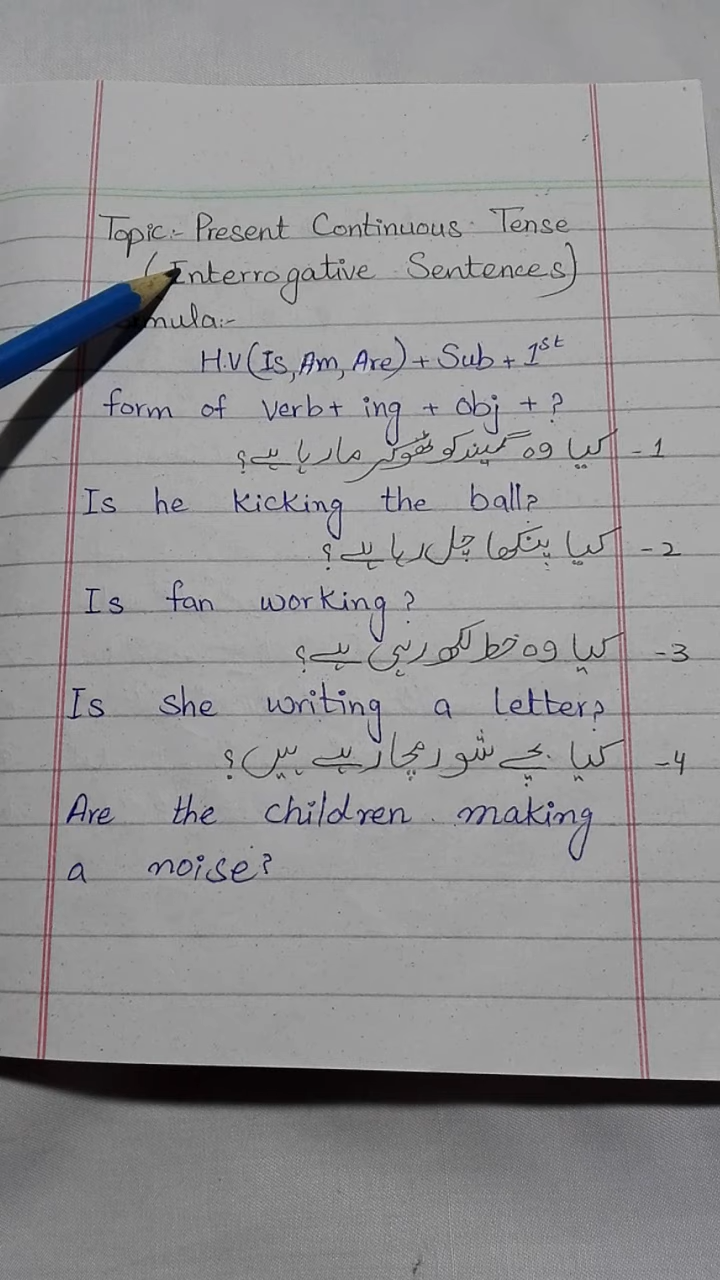 Topic:- Present Continuous Tense
(Interrogative Sentences)
mula:-
H.V(Is, Am, Are) + Sub + 1st
form of verb+ ing + obj + ?
1- کیا وہ گیند کو ٹھوکر مار رہا ہے؟
Is he kicking the ball?
2- کیا پنکھا چل رہا ہے؟
Is fan working?
3- کیا وہ خط لکھ رہی ہے؟
Is she writing a letter?
4- کیا بچے شور مچا رہے ہیں؟
Are the children making
a noise?